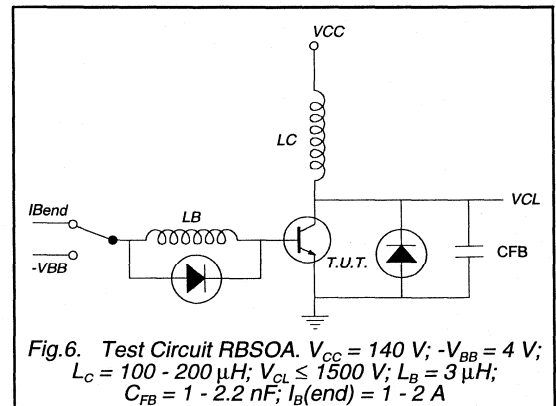 VCC
LC
IBend
LB
VCL
-VBB
T.U.T.
CFB
Fig.6. Test Circuit RBSOA. VCC = 140 V; -VBB = 4 V;
LC = 100 - 200 μH; VCL ≤ 1500 V; LB = 3 μH;
CFB = 1 - 2.2 nF; IB(end) = 1 - 2 A